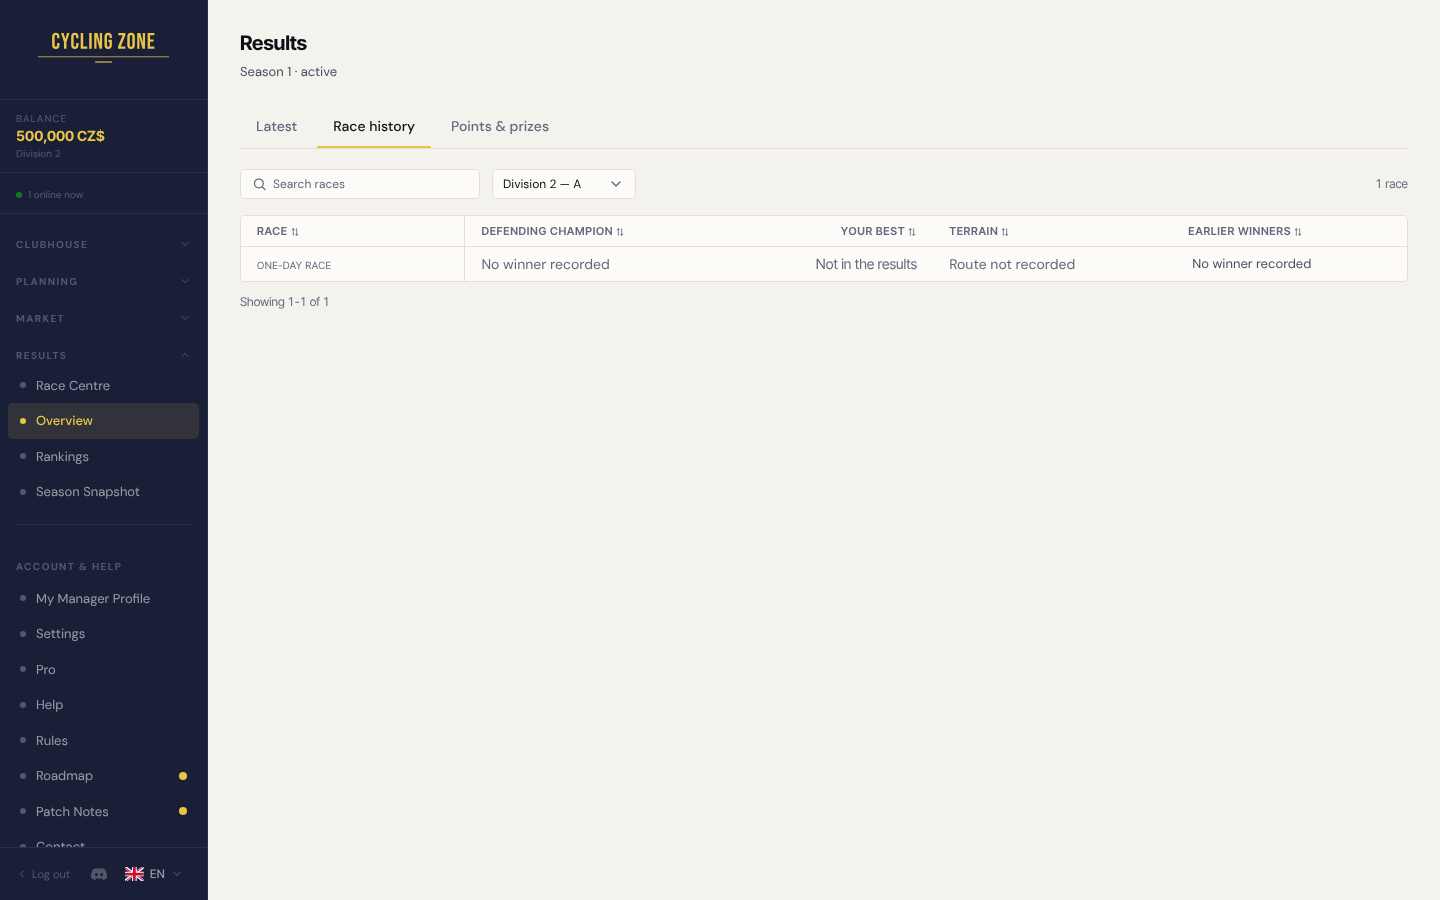 CYCLING ZONE
BALANCE
500,000 CZ$
Division 2
1 online now
CLUBHOUSE
PLANNING
MARKET
RESULTS
Race Centre
Overview
Rankings
Season Snapshot
ACCOUNT & HELP
My Manager Profile
Settings
Pro
Help
Rules
Roadmap
Patch Notes
Contact
Log out
EN
Results
Season 1 · active
Latest Race history Points & prizes
Search races Division 2 — A 1 race
RACE DEFENDING CHAMPION YOUR BEST TERRAIN EARLIER WINNERS
ONE-DAY RACE No winner recorded Not in the results Route not recorded No winner recorded
Showing 1-1 of 1